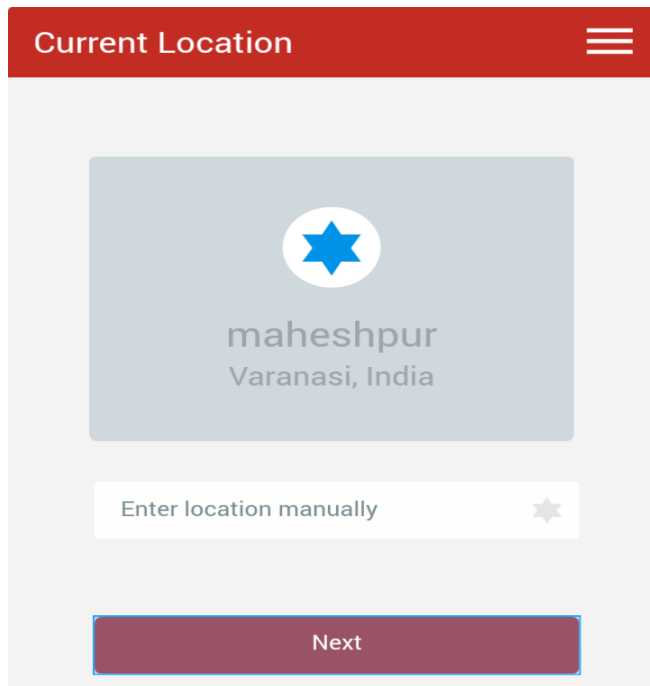 Current Location
maheshpur
Varanasi, India
Enter location manually
Next